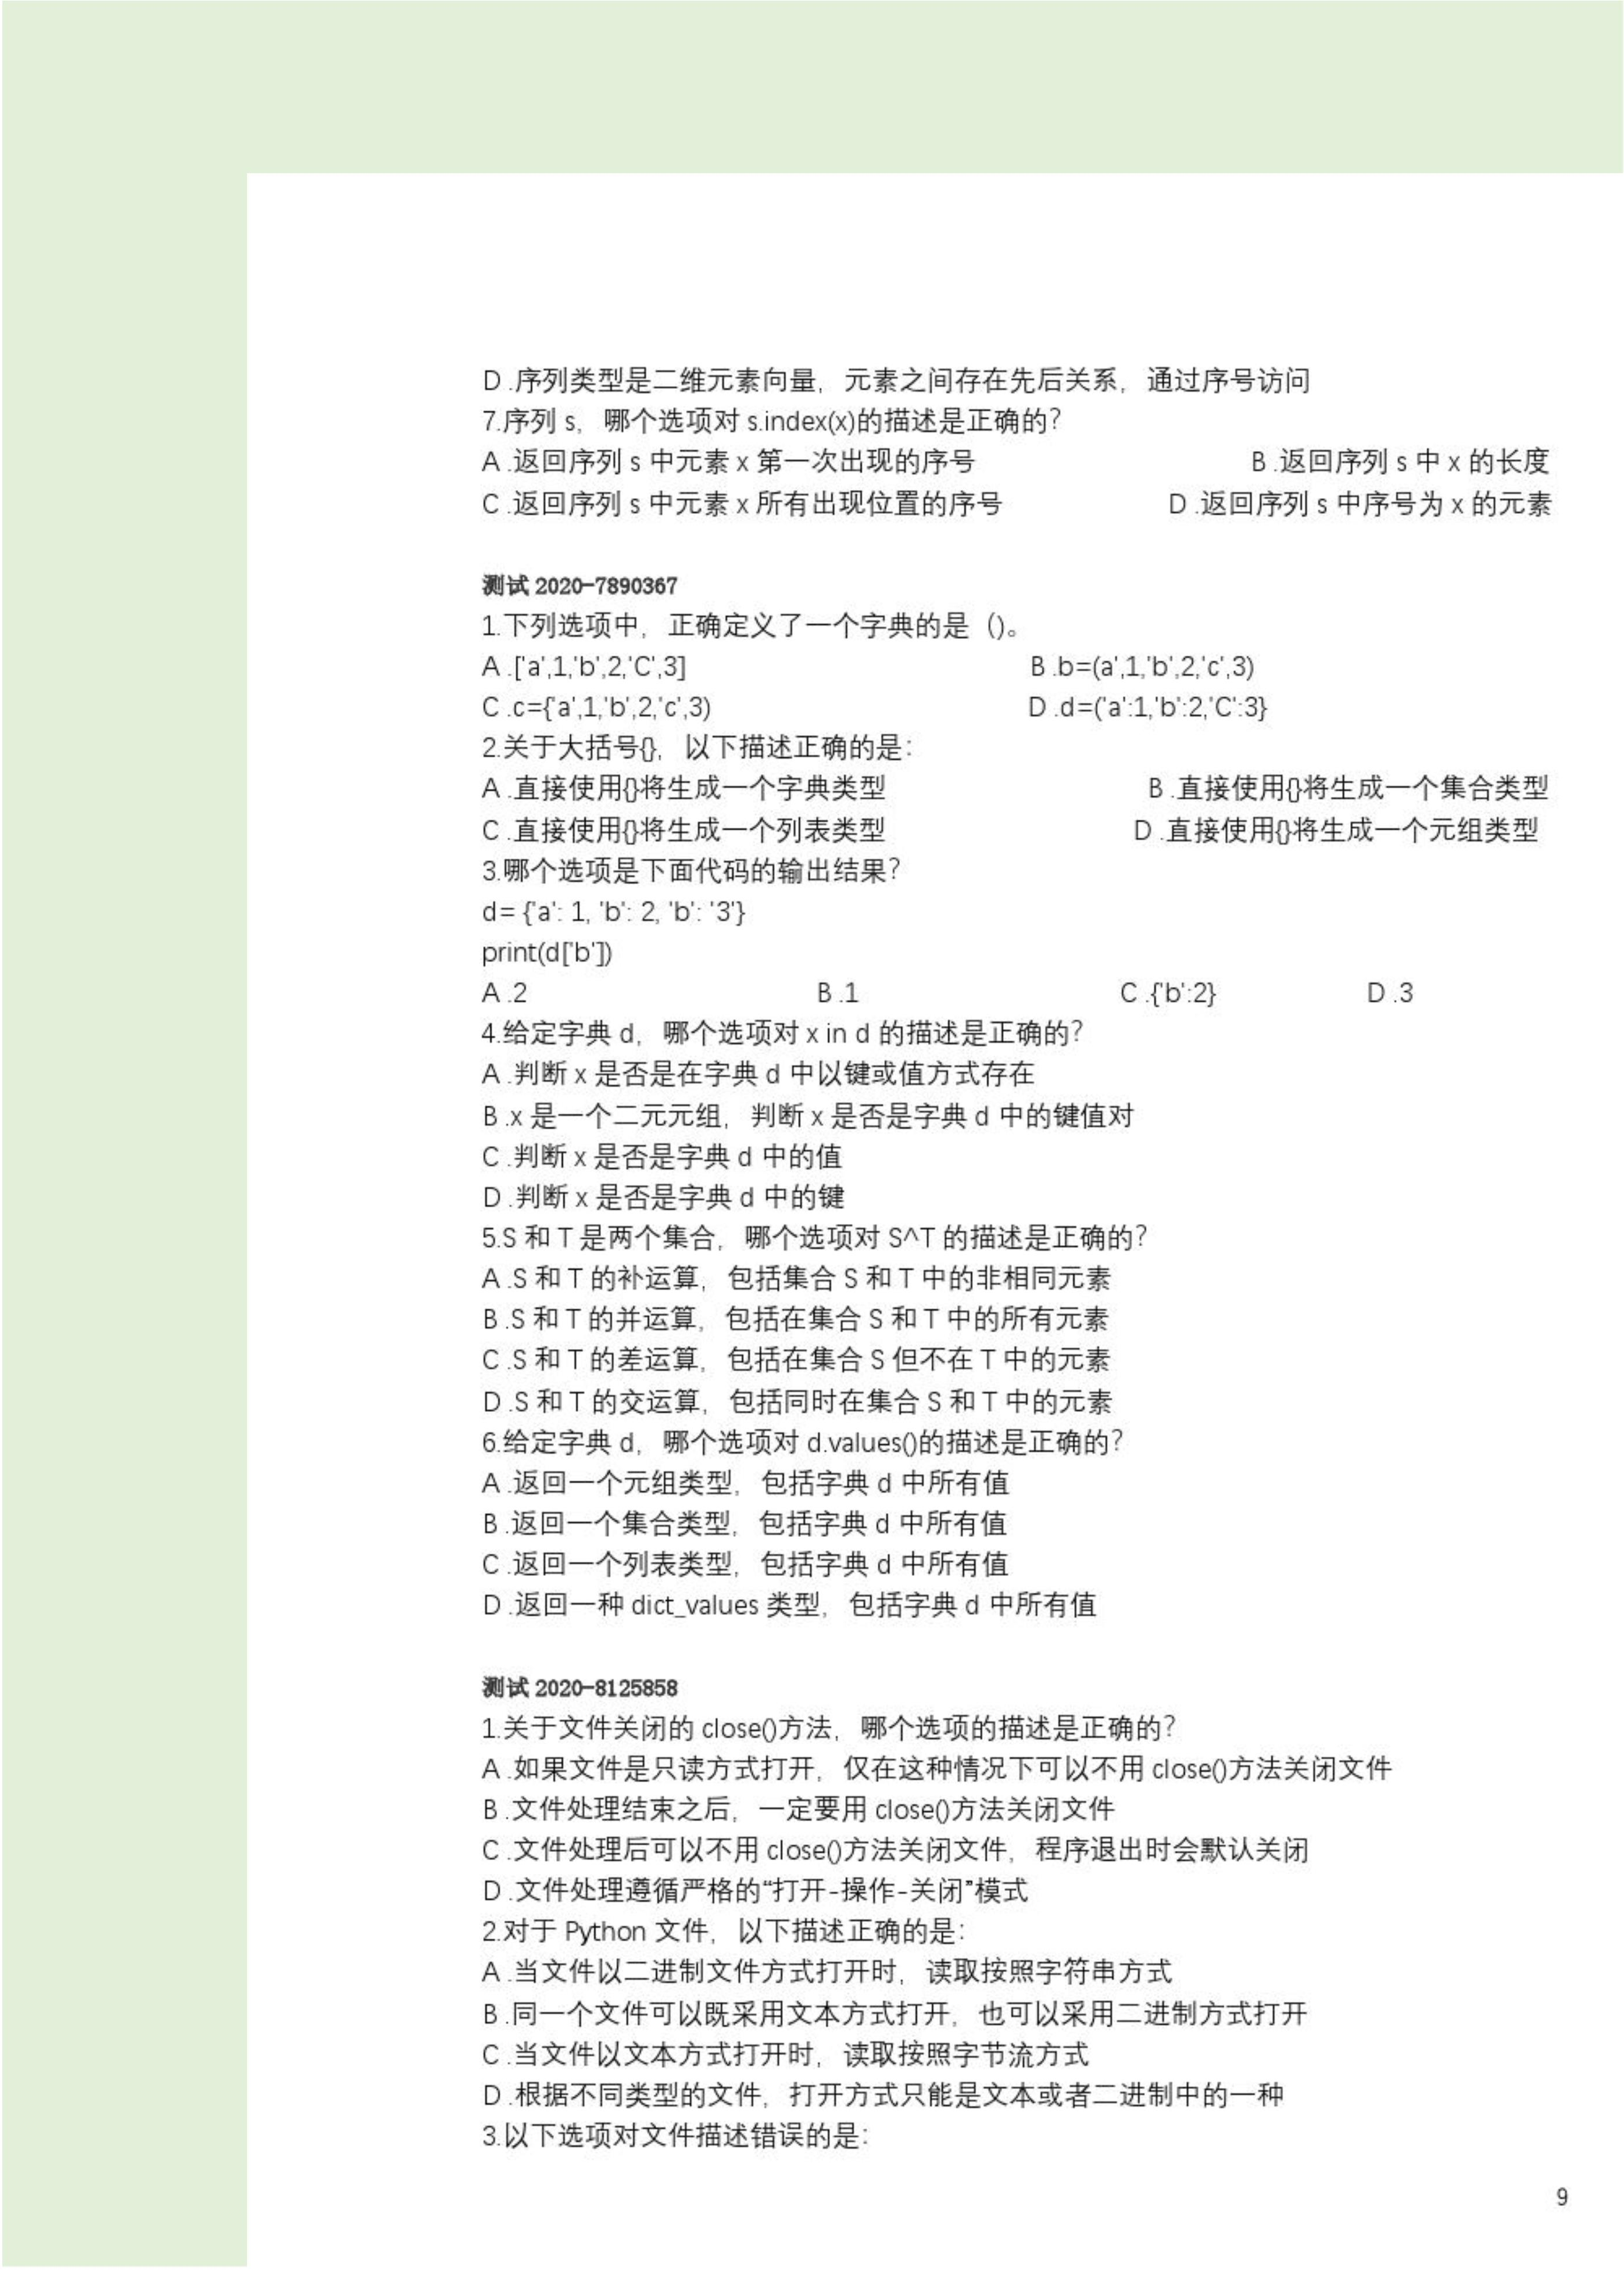 D .序列类型是二维元素向量，元素之间存在先后关系，通过序号访问
7.序列 s，哪个选项对 s.index(x)的描述是正确的？
A .返回序列 s 中元素 x 第一次出现的序号 B .返回序列 s 中 x 的长度
C .返回序列 s 中元素 x 所有出现位置的序号 D .返回序列 s 中序号为 x 的元素
测试 2020-7890367
1.下列选项中，正确定义了一个字典的是（)。
A .['a',1,'b',2,'C',3] B .b=(a',1,'b',2,'c',3)
C .c={'a',1,'b',2,'c',3) D .d=('a':1,'b':2,'C':3}
2.关于大括号{}，以下描述正确的是：
A .直接使用{}将生成一个字典类型 B .直接使用{}将生成一个集合类型
C .直接使用{}将生成一个列表类型 D .直接使用{}将生成一个元组类型
3.哪个选项是下面代码的输出结果？
d= {'a': 1, 'b': 2, 'b': '3'}
print(d['b'])
A .2 B .1 C .{'b':2} D .3
4.给定字典 d，哪个选项对 x in d 的描述是正确的？
A .判断 x 是否是在字典 d 中以键或值方式存在
B .x 是一个二元元组，判断 x 是否是字典 d 中的键值对
C .判断 x 是否是字典 d 中的值
D .判断 x 是否是字典 d 中的键
5.S 和 T 是两个集合，哪个选项对 S^T 的描述是正确的？
A .S 和 T 的补运算，包括集合 S 和 T 中的非相同元素
B .S 和 T 的并运算，包括在集合 S 和 T 中的所有元素
C .S 和 T 的差运算，包括在集合 S 但不在 T 中的元素
D .S 和 T 的交运算，包括同时在集合 S 和 T 中的元素
6.给定字典 d，哪个选项对 d.values()的描述是正确的？
A .返回一个元组类型，包括字典 d 中所有值
B .返回一个集合类型，包括字典 d 中所有值
C .返回一个列表类型，包括字典 d 中所有值
D .返回一种 dict_values 类型，包括字典 d 中所有值
测试 2020-8125858
1.关于文件关闭的 close()方法，哪个选项的描述是正确的？
A .如果文件是只读方式打开，仅在这种情况下可以不用 close()方法关闭文件
B .文件处理结束之后，一定要用 close()方法关闭文件
C .文件处理后可以不用 close()方法关闭文件，程序退出时会默认关闭
D .文件处理遵循严格的“打开-操作-关闭”模式
2.对于 Python 文件，以下描述正确的是：
A .当文件以二进制文件方式打开时，读取按照字符串方式
B .同一个文件可以既采用文本方式打开，也可以采用二进制方式打开
C .当文件以文本方式打开时，读取按照字节流方式
D .根据不同类型的文件，打开方式只能是文本或者二进制中的一种
3.以下选项对文件描述错误的是：
9